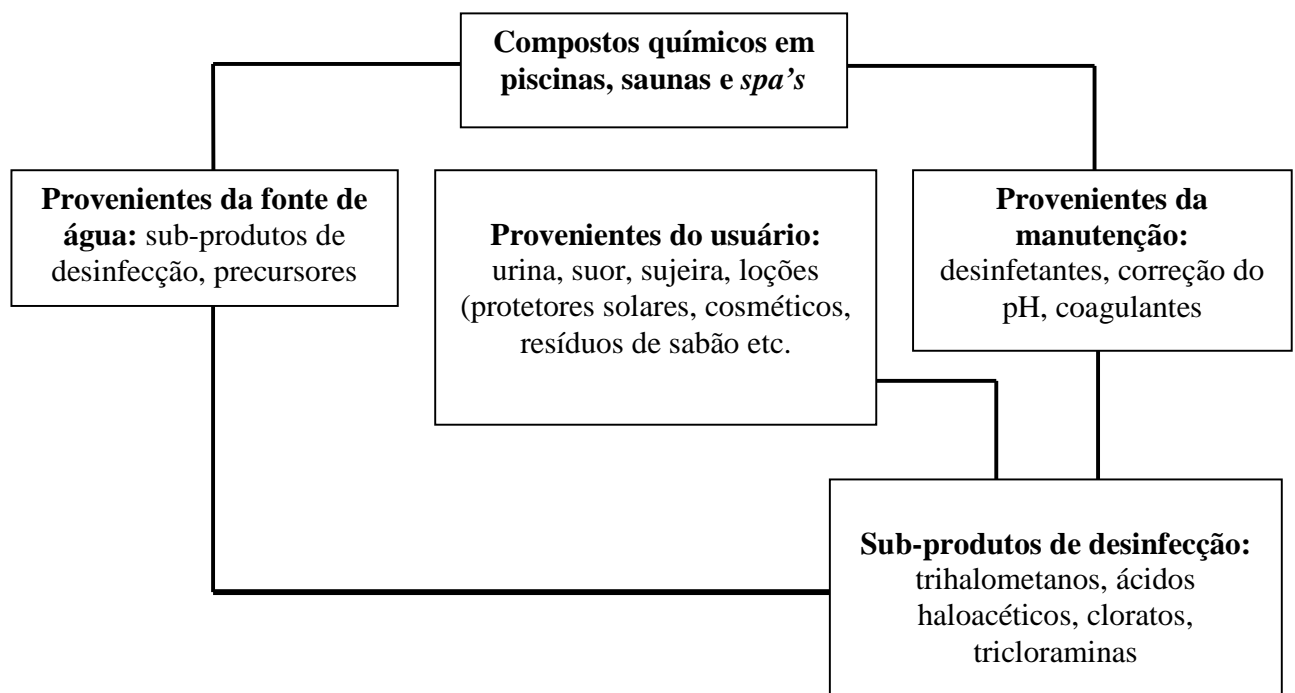 Compostos químicos em
piscinas, saunas e spa’s
Provenientes da fonte de
água: sub-produtos de
desinfecção, precursores
Provenientes do usuário:
urina, suor, sujeira, loções
(protetores solares, cosméticos,
resíduos de sabão etc.
Provenientes da
manutenção:
desinfetantes, correção do
pH, coagulantes
Sub-produtos de desinfecção:
trihalometanos, ácidos
haloacéticos, cloratos,
tricloraminas